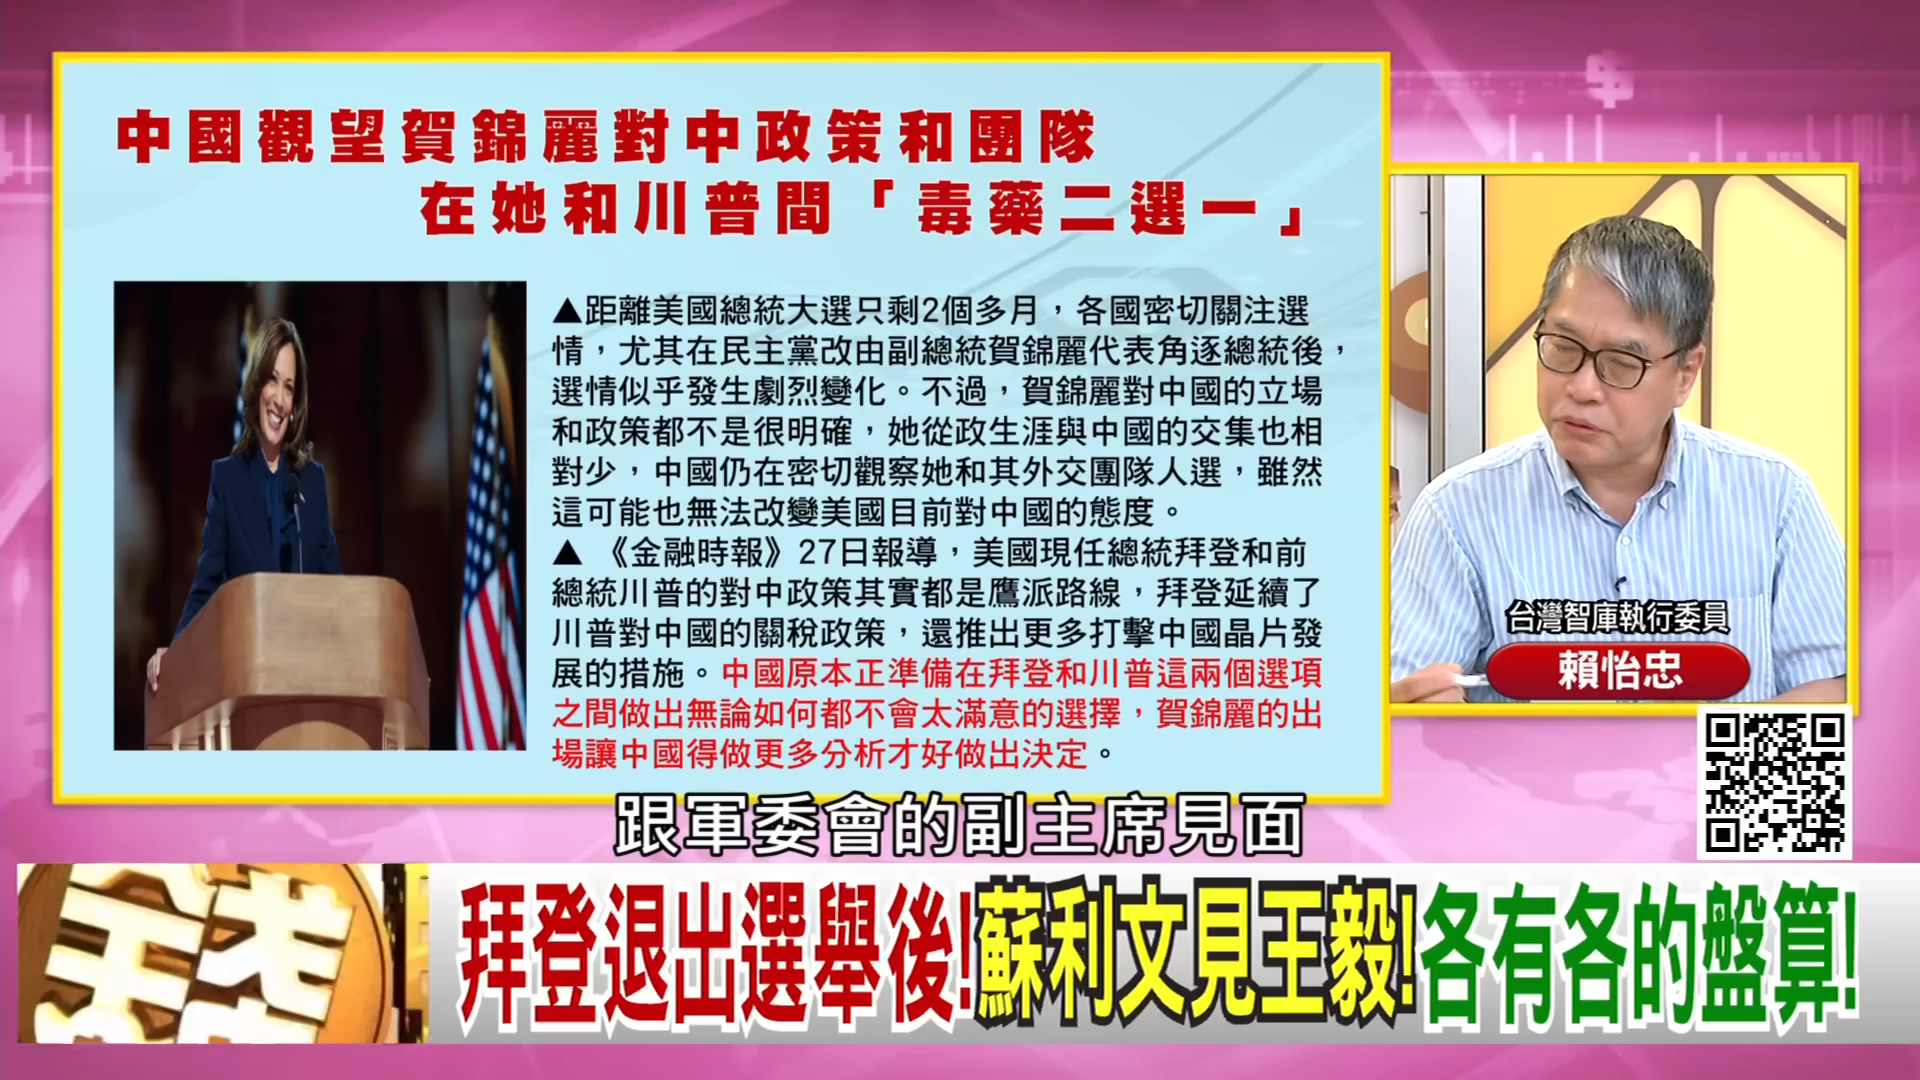 中國觀望賀錦麗對中政策和團隊
在她和川普間「毒藥二選一」
▲距離美國總統大選只剩2個多月，各國密切關注選
情，尤其在民主黨改由副總統賀錦麗代表角逐總統後，
選情似乎發生劇烈變化。不過，賀錦麗對中國的立場
和政策都不是很明確，她從政生涯與中國的交集也相
對少，中國仍在密切觀察她和其外交團隊人選，雖然
這可能也無法改變美國目前對中國的態度。
▲《金融時報》27日報導，美國現任總統拜登和前
總統川普的對中政策其實都是鷹派路線，拜登延續了
川普對中國的關稅政策，還推出更多打擊中國晶片發
展的措施。中國原本正準備在拜登和川普這兩個選項
之間做出無論如何都不會太滿意的選擇，賀錦麗的出
場讓中國得做更多分析才好做出決定。
台灣智庫執行委員
賴怡忠
跟軍委會的副主席見面
拜登退出選舉後!蘇利文見王毅!各有各的盤算!